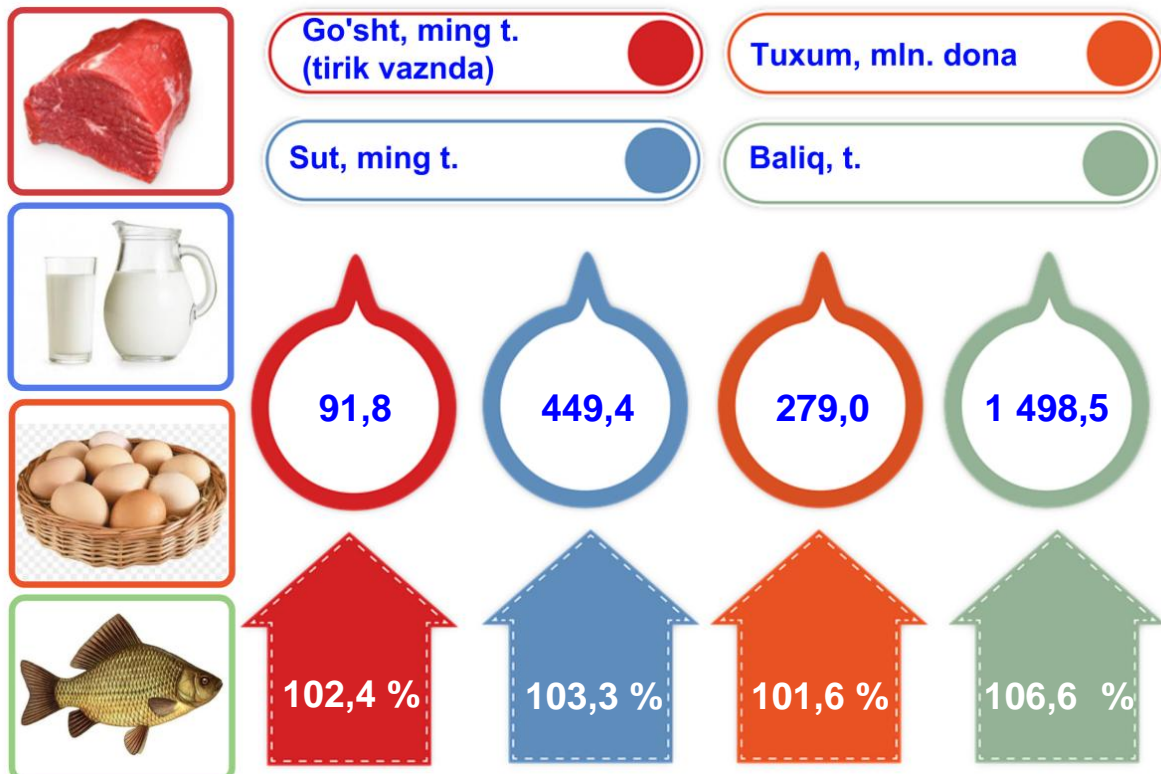 Go'sht, ming t.
(tirik vaznda)
Tuxum, mln. dona
Sut, ming t.
Baliq, t.
91,8
449,4
279,0
1 498,5
102,4 %
103,3 %
101,6 %
106,6 %